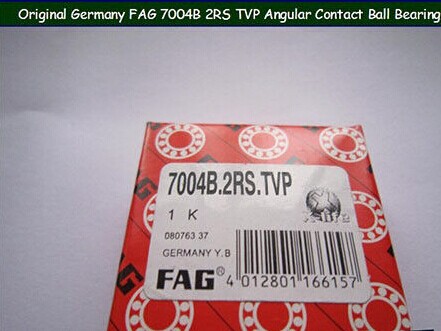 Original Germany FAG 7004B 2RS TVP Angular Contact Ball Bearing
7004B.2RS.TVP
1 K
080763 37
GERMANY Y.B
FAG®
4 012801 166157